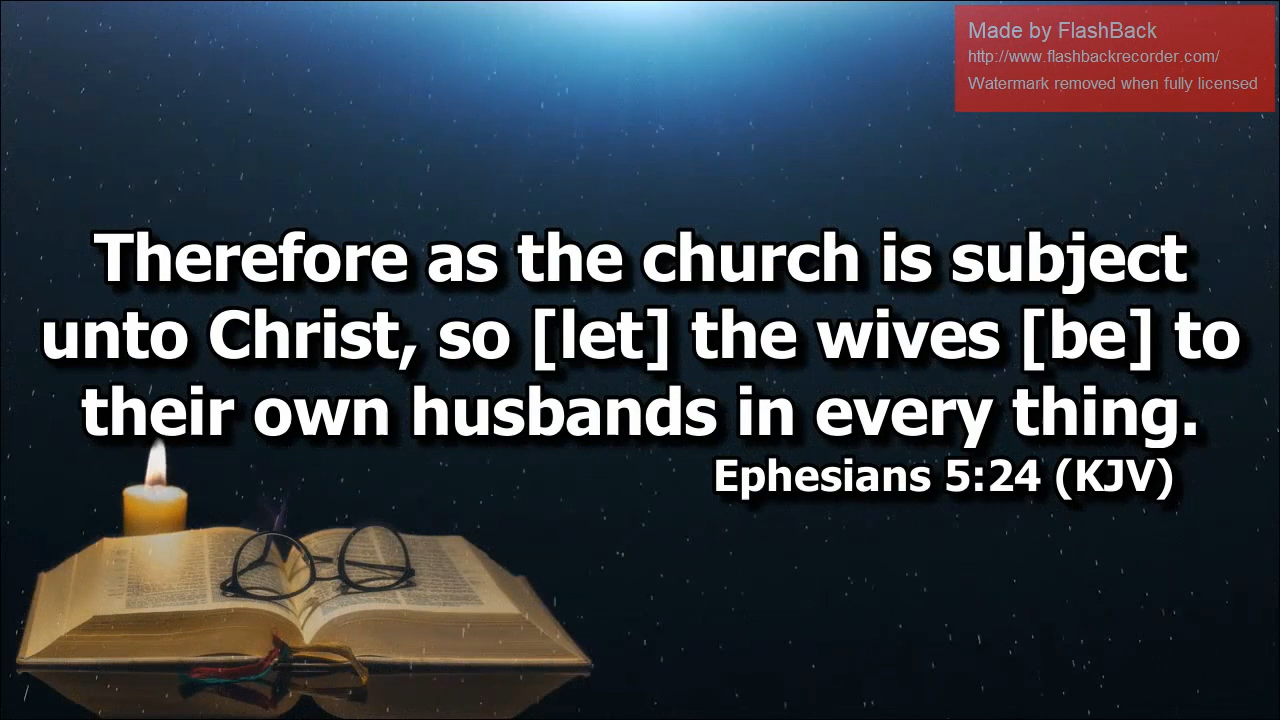 Made by FlashBack
http://www.flashbackrecorder.com/
Watermark removed when fully licensed
Therefore as the church is subject
unto Christ, so [let] the wives [be] to
their own husbands in every thing.
Ephesians 5:24 (KJV)